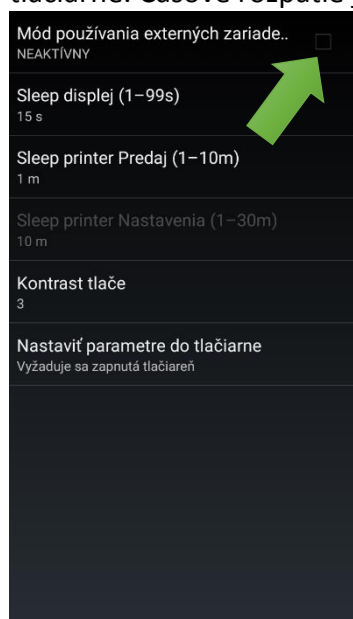 Mód používania externých zariade..
NEAKTÍVNY
Sleep displej (1–99s)
15 s
Sleep printer Predaj (1–10m)
1 m
Sleep printer Nastavenia (1–30m)
10 m
Kontrast tlače
3
Nastaviť parametre do tlačiarne
Vyžaduje sa zapnutá tlačiareň